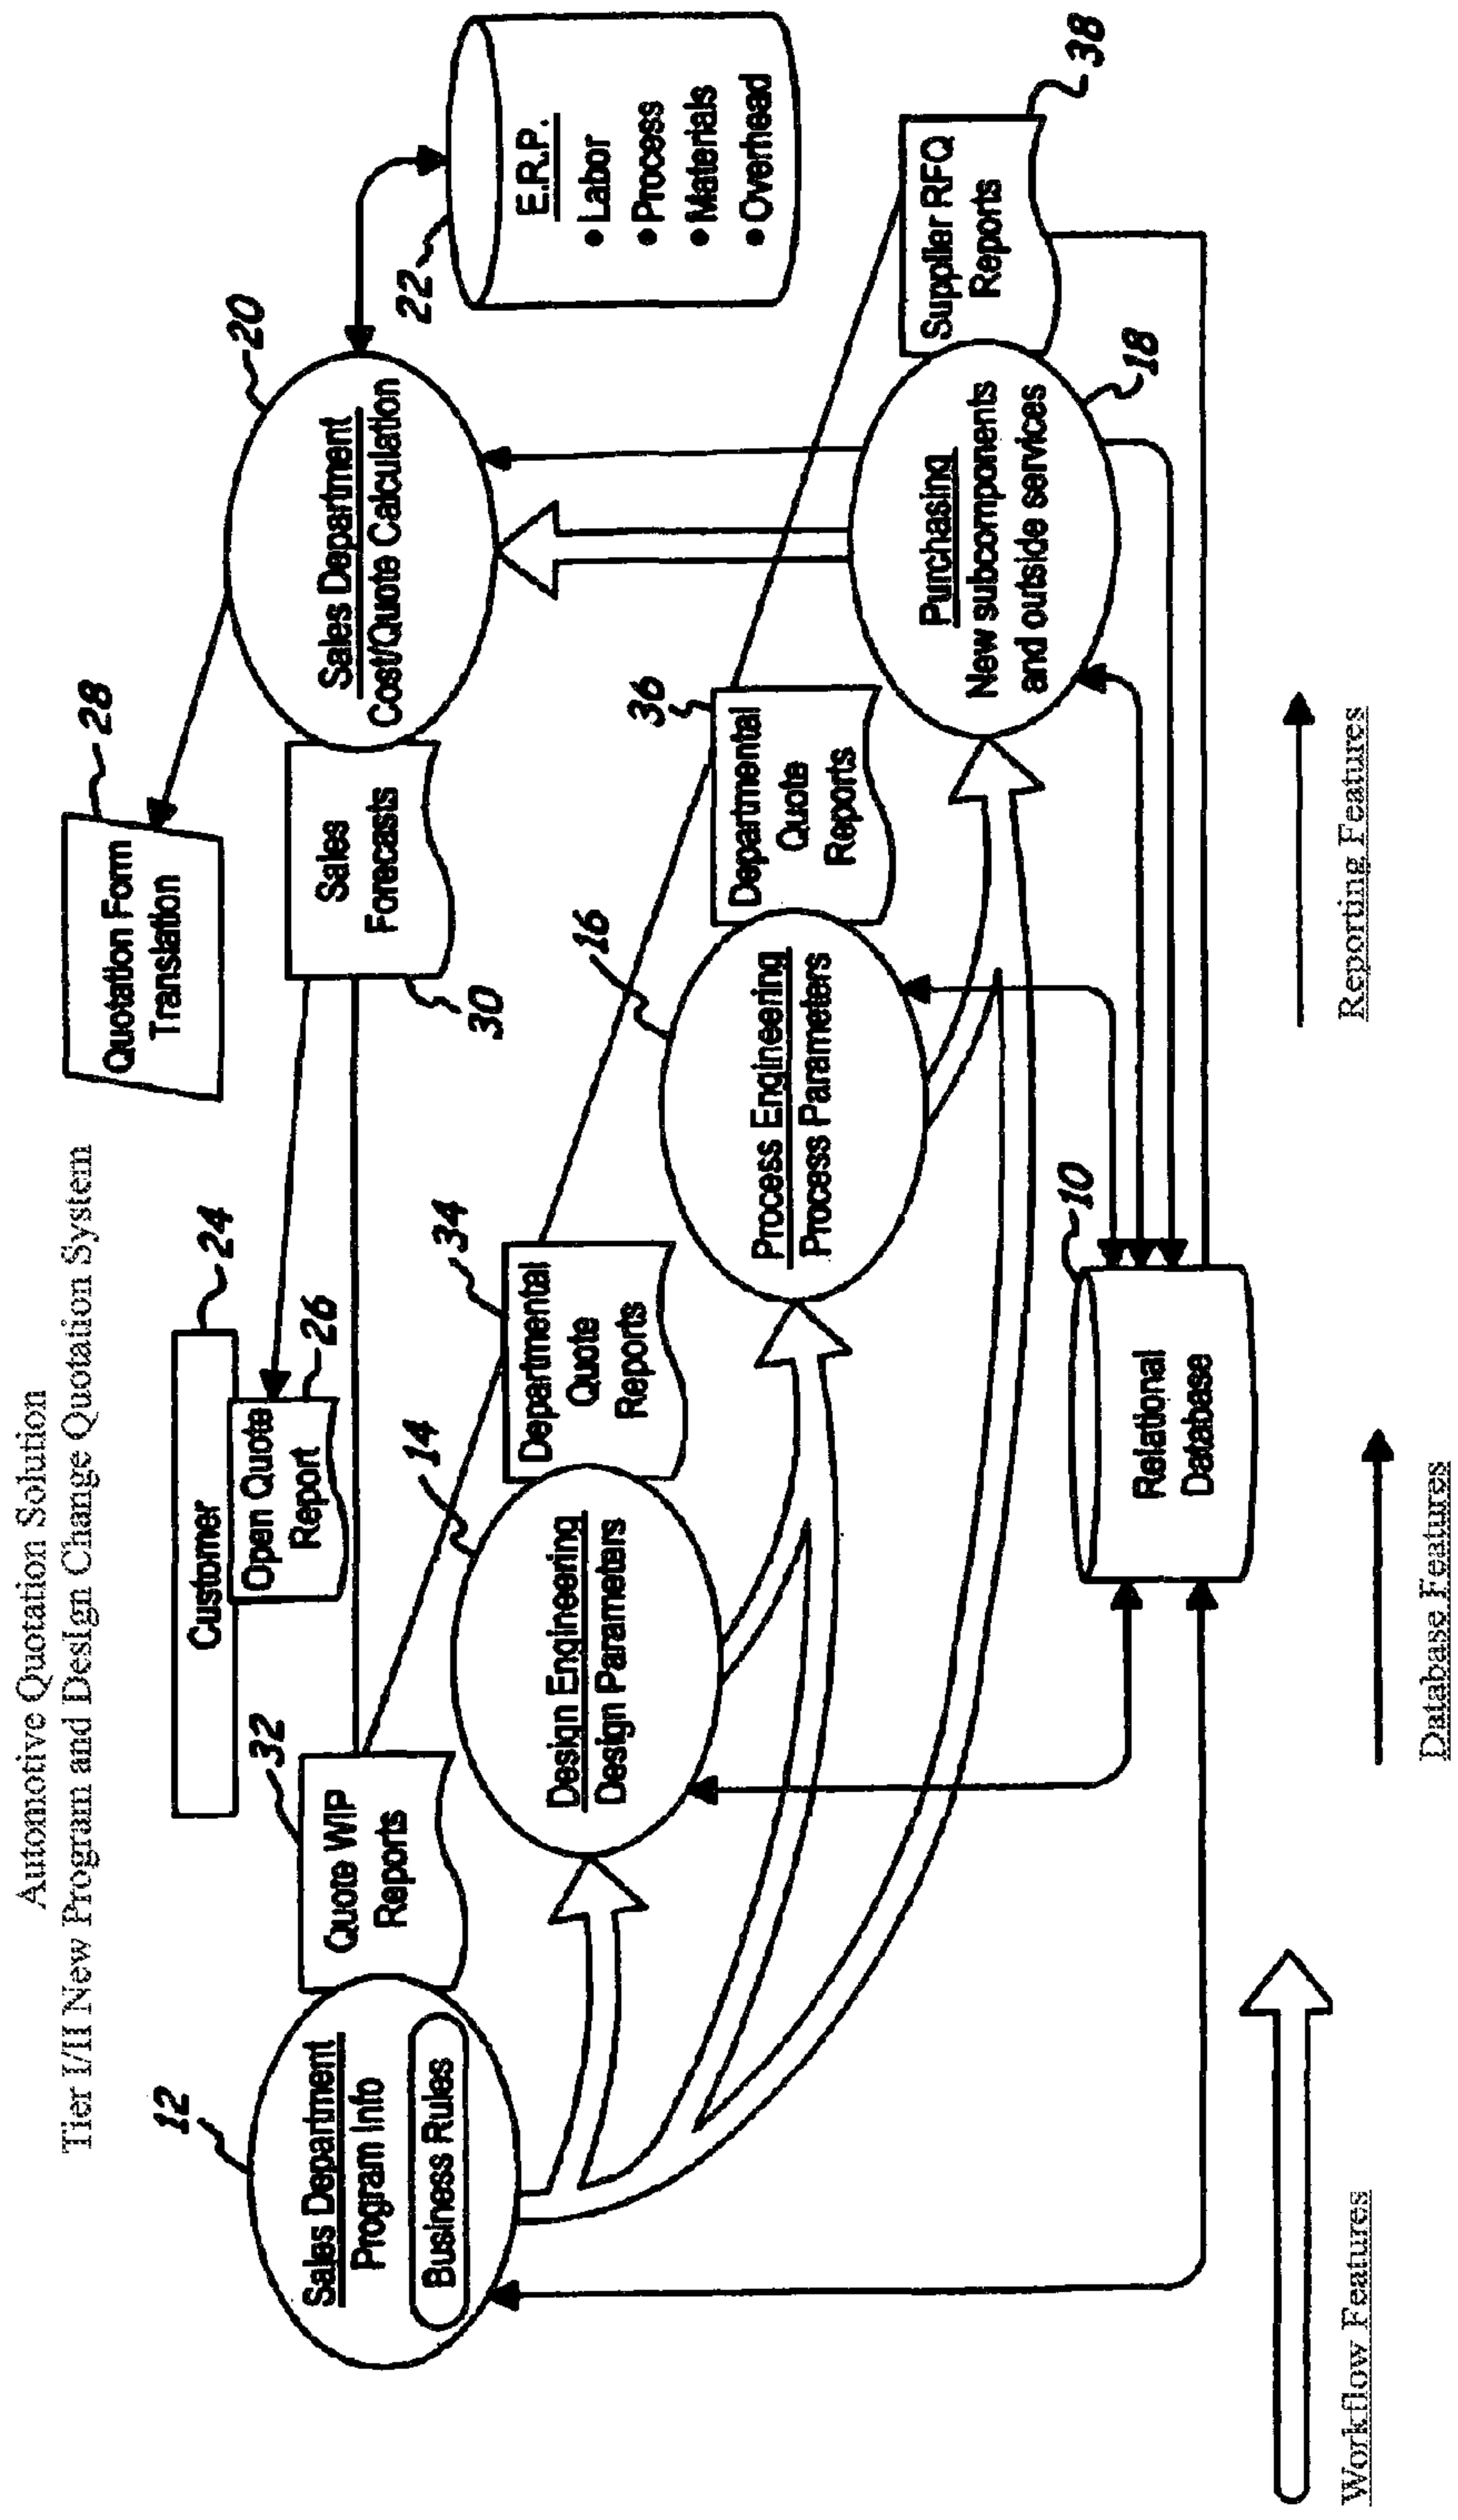 Automotive Quotation Solution
Tier I/II New Program and Design Change Quotation System
Customer
24
Open Quote
Report
26
Quotation Form
Translation
28
12
Sales Department
Program Info
Business Rules
32
Quote WIP
Reports
Sales
Forecasts
30
20
Sales Department
Cost/Quote Calculation
22
E.R.P.
• Labor
• Process
• Materials
• Overhead
14
Design Engineering
Design Parameters
34
Departmental
Quote
Reports
16
Process Engineering
Process Parameters
36
Departmental
Quote
Reports
Purchasing
New subcomponents
and outside services
18
Supplier RFQ
Reports
38
10
Relational
Database
Workflow Features
Database Features
Reporting Features